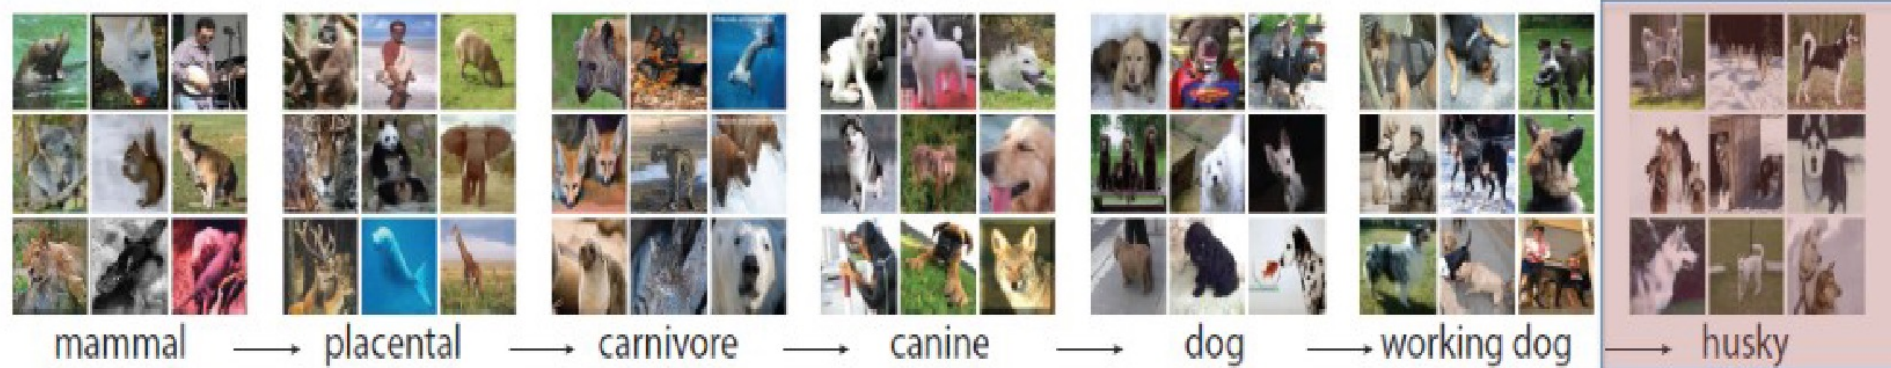 mammal → placental → carnivore → canine → dog → working dog → husky